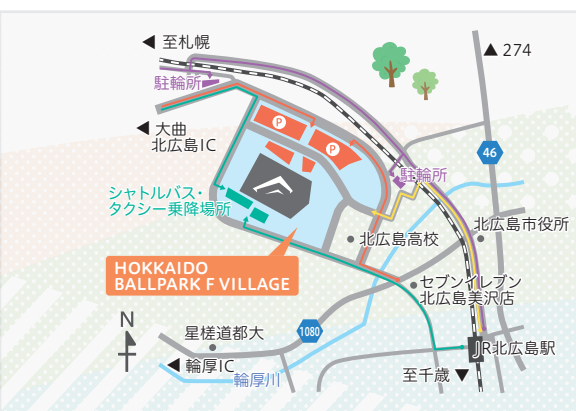 ◀ 至札幌
▲ 274
駐輪所
P
P
◀ 大曲
北広島IC
46
駐輪所
シャトルバス・
タクシー乗降場所
北広島市役所
北広島高校
HOKKAIDO
BALLPARK F VILLAGE
セブンイレブン
北広島美沢店
N
星槎道都大
1080
JR北広島駅
◀ 輪厚IC
輪厚川
至千歳 ▼